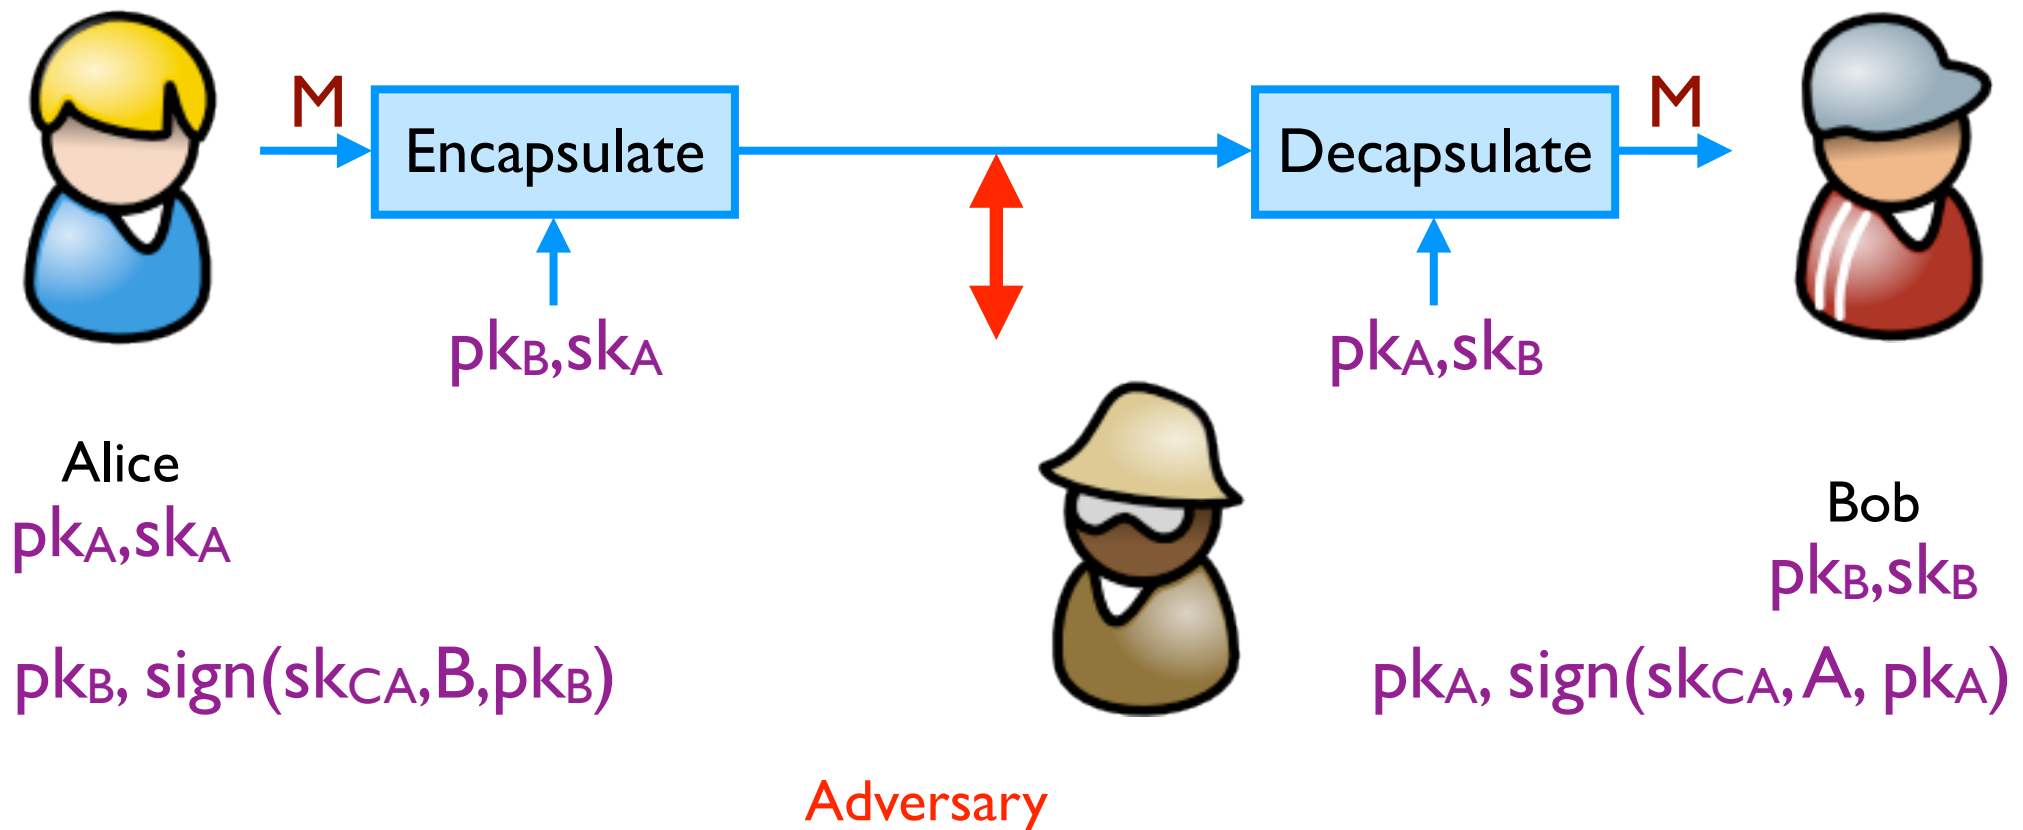 M
M
Encapsulate
Decapsulate
pkB,skA
pkA,skB
Alice
pkA,skA
Bob
pkB,skB
pkB, sign(skCA,B,pkB)
pkA, sign(skCA, A, pkA)
Adversary